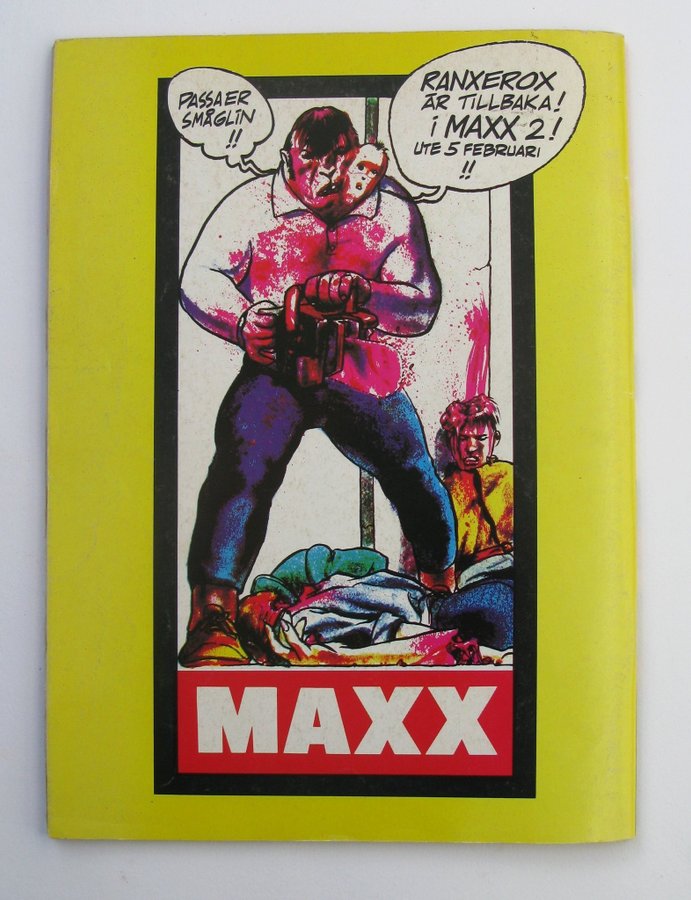 PASSA ER
SMÅGLIN
!!
RANXEROX
ÄR TILLBAKA!
i MAXX 2!
UTE 5 FEBRUARI
!!
MAXX